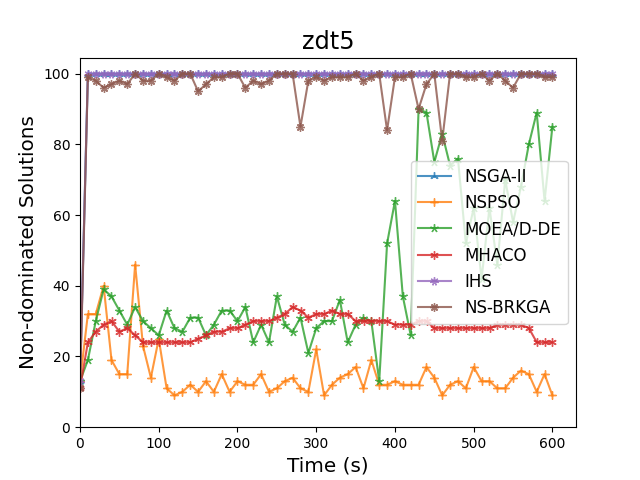 zdt5
Non-dominated Solutions
100
80
60
40
20
0
0 100 200 300 400 500 600
Time (s)
NSGA-II
NSPSO
MOEA/D-DE
MHACO
IHS
NS-BRKGA